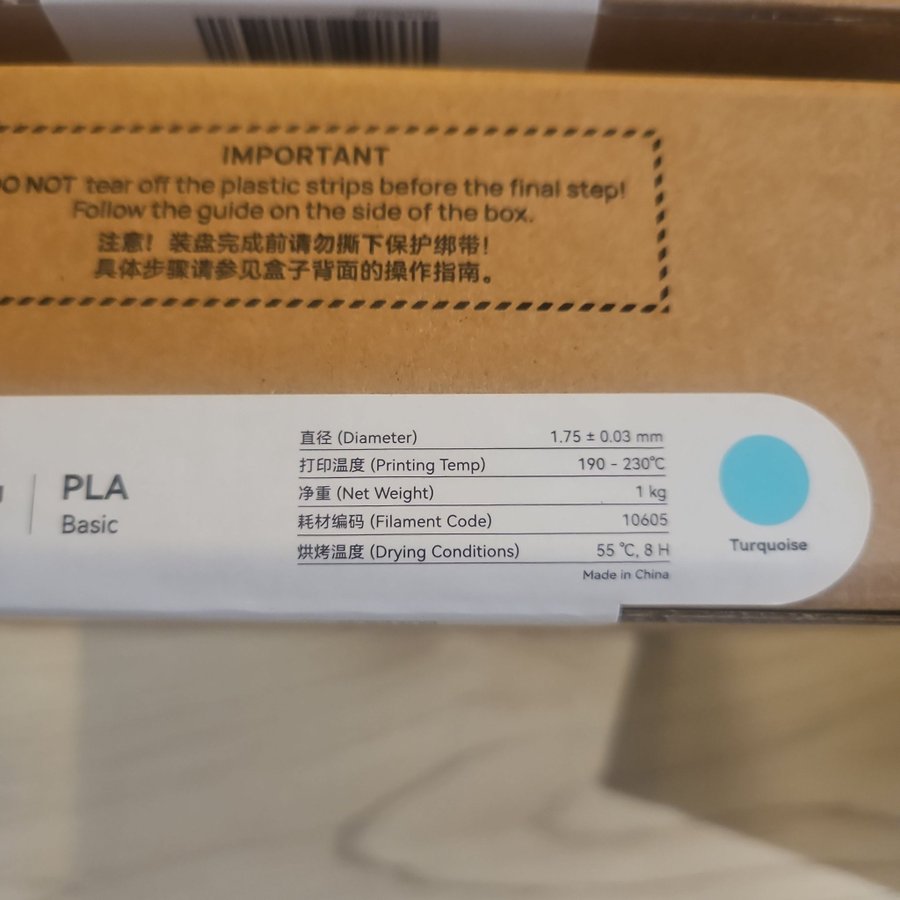 IMPORTANT
DO NOT tear off the plastic strips before the final step!
Follow the guide on the side of the box.
注意！装盘完成前请勿撕下保护绑带！
具体步骤请参见盒子背面的操作指南。
PLA
Basic
直径 (Diameter) 1.75 ± 0.03 mm
打印温度 (Printing Temp) 190 - 230℃
净重 (Net Weight) 1 kg
耗材编码 (Filament Code) 10605
烘烤温度 (Drying Conditions) 55 ℃, 8 H
Made in China
Turquoise